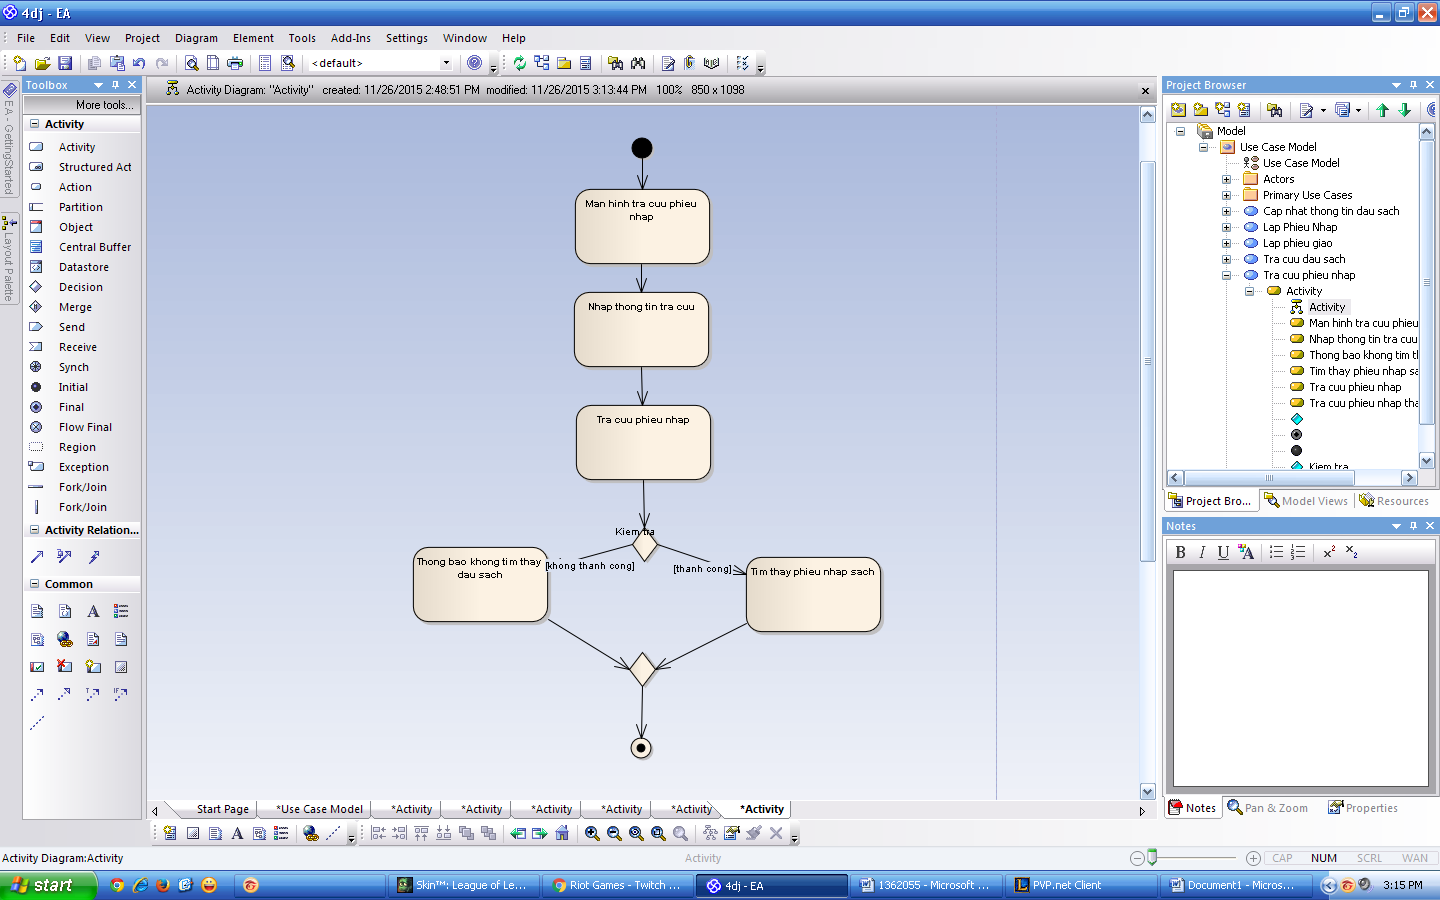 4dj - EA
File Edit View Project Diagram Element Tools Add-Ins Settings Window Help
<default>
EA - GettingStarted
Layout Palette
Toolbox
More tools...
Activity
Activity
Structured Act
Action
Partition
Object
Central Buffer
Datastore
Decision
Merge
Send
Receive
Synch
Initial
Final
Flow Final
Region
Exception
Fork/Join
Fork/Join
Activity Relation...
Common
Activity Diagram: "Activity" created: 11/26/2015 2:48:51 PM modified: 11/26/2015 3:13:44 PM 100% 850 x 1098
Man hinh tra cuu phieu
nhap
Nhap thong tin tra cuu
Tra cuu phieu nhap
Kiem tra
Thong bao khong tim thay
dau sach
[khong thanh cong]
[thanh cong]
Tim thay phieu nhap sach
Start Page *Use Case Model *Activity *Activity *Activity *Activity *Activity *Activity
Project Browser
Model
Use Case Model
Use Case Model
Actors
Primary Use Cases
Cap nhat thong tin dau sach
Lap Phieu Nhap
Lap phieu giao
Tra cuu dau sach
Tra cuu phieu nhap
Activity
Activity
Man hinh tra cuu phieu
Nhap thong tin tra cuu
Thong bao khong tim tl
Tim thay phieu nhap sa
Tra cuu phieu nhap
Tra cuu phieu nhap tha
Kiem tra
Project Bro... Model Views Resources
Notes
B I U A x² x₂
Notes Pan & Zoom Properties
Activity Diagram:Activity Activity CAP NUM SCRL WAN
start Skin™: League of Le... Riot Games - Twitch ... 4dj - EA 1362055 - Microsoft ... PVP.net Client Document1 - Micros... 3:15 PM